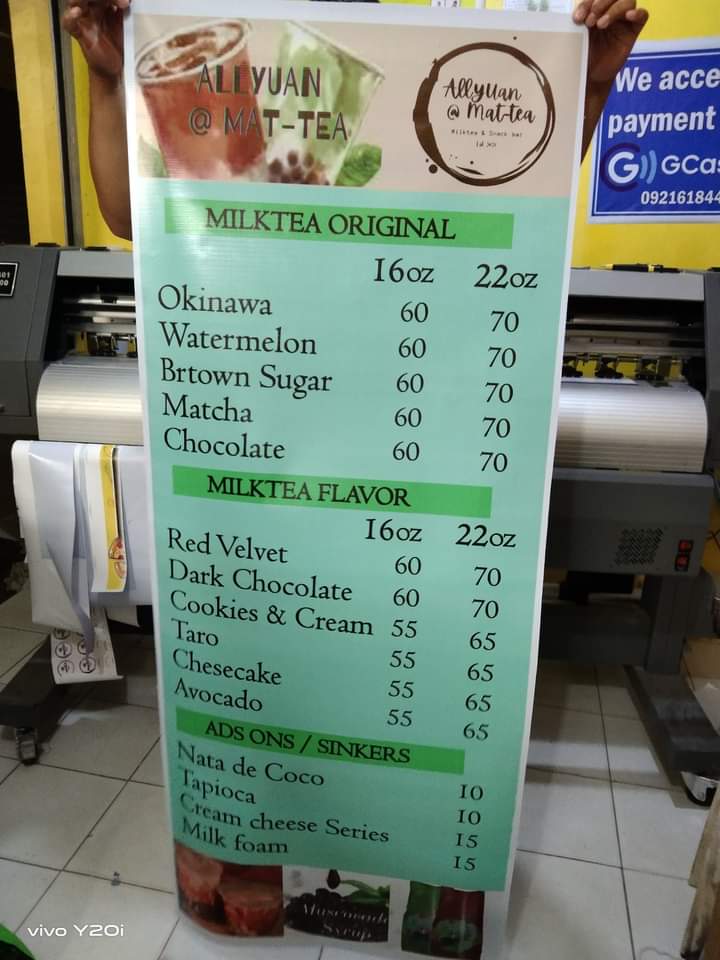 ALLYUAN
@ MAT-TEA
Allyuan
@ Mat-tea
Milktea & Snack bar
We acce
payment
GCas
092161844
MILKTEA ORIGINAL
16oz 22oz
Okinawa 60 70
Watermelon 60 70
Brtown Sugar 60 70
Matcha 60 70
Chocolate 60 70
MILKTEA FLAVOR
16oz 22oz
Red Velvet 60 70
Dark Chocolate 60 70
Cookies & Cream 55 65
Taro 55 65
Chesecake 55 65
Avocado 55 65
ADS ONS / SINKERS
Nata de Coco 10
Tapioca 10
Cream cheese Series 15
Milk foam 15
Muscovado
Syrup
vivo Y20i